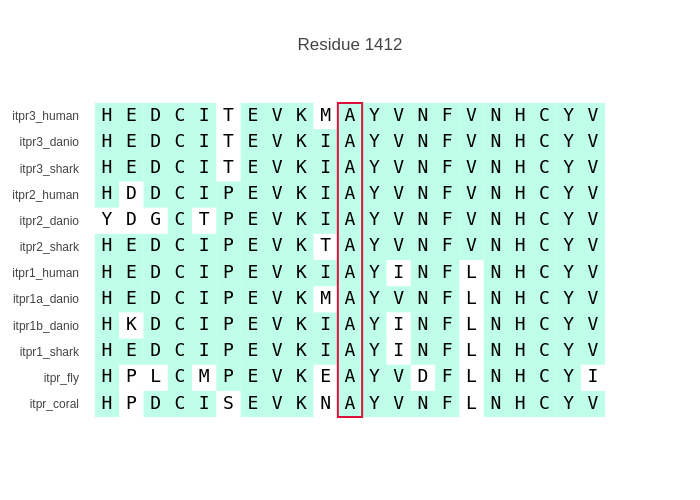 Residue 1412
itpr3_human H E D C I T E V K M A Y V N F V N H C Y V
itpr3_danio H E D C I T E V K I A Y V N F V N H C Y V
itpr3_shark H E D C I T E V K I A Y V N F V N H C Y V
itpr2_human H D D C I P E V K I A Y V N F V N H C Y V
itpr2_danio Y D G C T P E V K I A Y V N F V N H C Y V
itpr2_shark H E D C I P E V K T A Y V N F V N H C Y V
itpr1_human H E D C I P E V K I A Y I N F L N H C Y V
itpr1a_danio H E D C I P E V K M A Y V N F L N H C Y V
itpr1b_danio H K D C I P E V K I A Y I N F L N H C Y V
itpr1_shark H E D C I P E V K I A Y I N F L N H C Y V
itpr_fly H P L C M P E V K E A Y V D F L N H C Y I
itpr_coral H P D C I S E V K N A Y V N F L N H C Y V